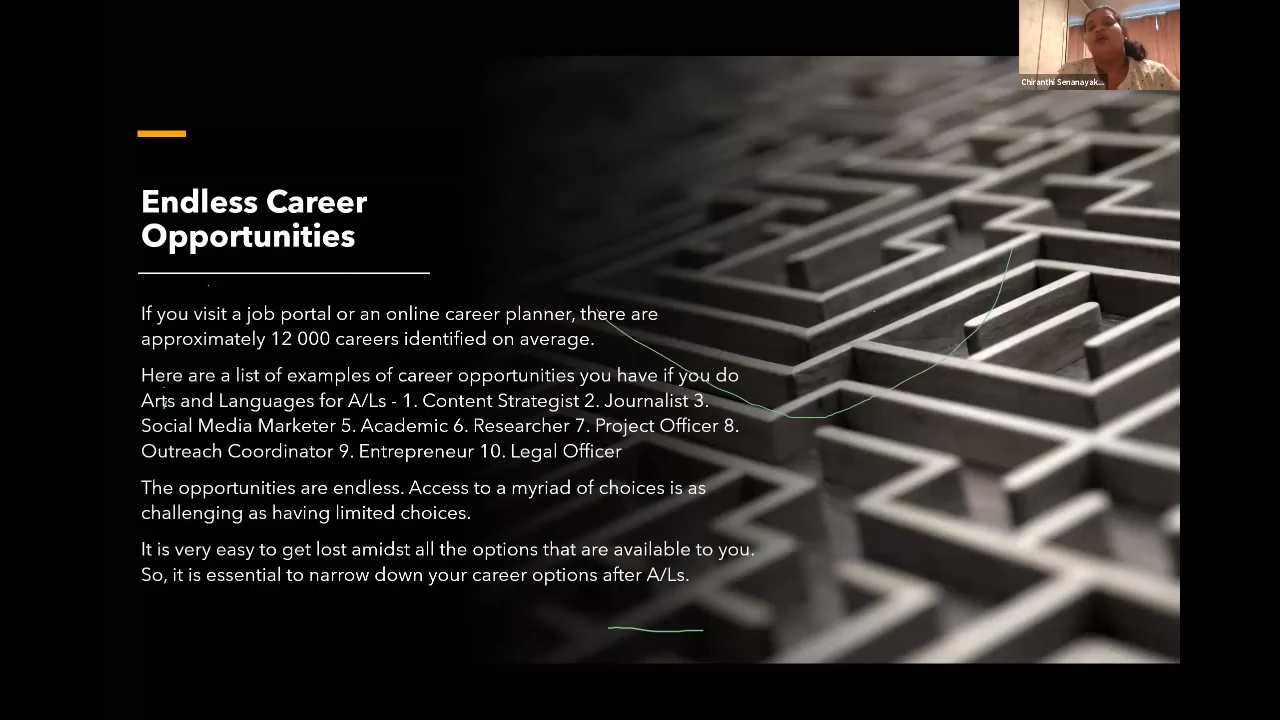 Chiranthi Senanayak...
Endless Career
Opportunities
If you visit a job portal or an online career planner, there are
approximately 12 000 careers identified on average.
Here are a list of examples of career opportunities you have if you do
Arts and Languages for A/Ls - 1. Content Strategist 2. Journalist 3.
Social Media Marketer 5. Academic 6. Researcher 7. Project Officer 8.
Outreach Coordinator 9. Entrepreneur 10. Legal Officer
The opportunities are endless. Access to a myriad of choices is as
challenging as having limited choices.
It is very easy to get lost amidst all the options that are available to you.
So, it is essential to narrow down your career options after A/Ls.